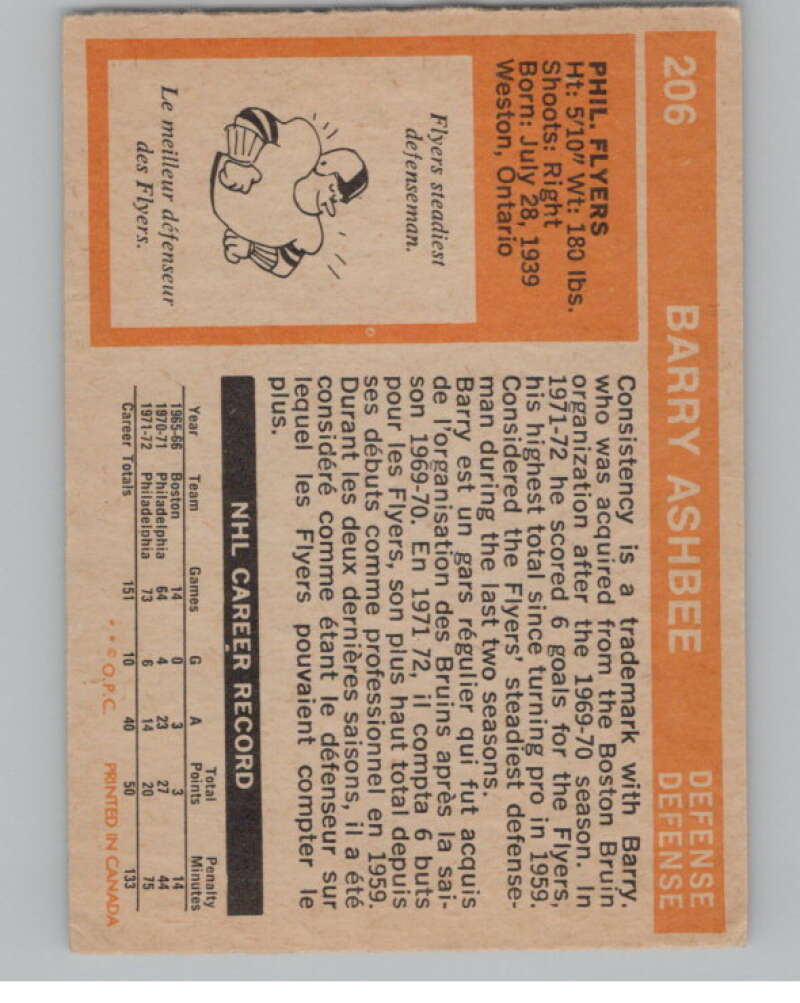 206 BARRY ASHBEE DEFENSE
DEFENSE
PHIL. FLYERS
Ht: 5/10" Wt: 180 lbs.
Shoots: Right
Born: July 28, 1939
Weston, Ontario
Flyers steadiest
defenseman.
Le meilleur défenseur
des Flyers.
Consistency is a trademark with Barry.
who was acquired from the Boston Bruin
organization after the 1969-70 season. In
1971-72 he scored 6 goals for the Flyers,
his highest total since turning pro in 1959.
Considered the Flyers' steadiest defense-
man during the last two seasons.
Barry est un gars régulier qui fut acquis
de l'organisation des Bruins après la sai-
son 1969-70. En 1971 72, il compta 6 buts
pour les Flyers, son plus haut total depuis
ses débuts comme professionnel en 1959.
Durant les deux dernières saisons, il a été
considéré comme étant le défenseur sur
lequel les Flyers pouvaient compter le
plus.
NHL CAREER RECORD
Total Penalty
Year Team Games G A Points Minutes
1965-66 Boston 14 0 3 3 14
1970-71 Philadelphia 64 4 23 27 44
1971-72 Philadelphia 73 6 14 20 75
Career Totals 151 10 40 50 133
* * © O.P.C. PRINTED IN CANADA